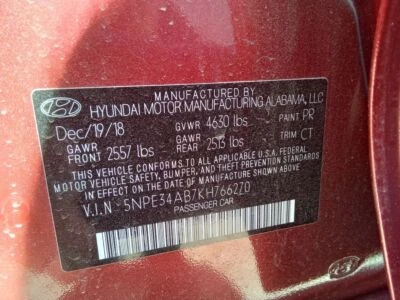 MANUFACTURED BY
HYUNDAI MOTOR MANUFACTURING ALABAMA, LLC
Dec/19/18 GVWR 4630 lbs PAINT PR
GAWR FRONT 2557 lbs GAWR REAR 2513 lbs TRIM CT
THIS VEHICLE CONFORMS TO ALL APPLICABLE U.S.A. FEDERAL
MOTOR VEHICLE SAFETY, BUMPER, AND THEFT PREVENTION
STANDARDS IN EFFECT ON THE DATE OF MANUFACTURE SHOWN ABOVE.
V.I.N - 5NPE34AB7KH766270
PASSENGER CAR